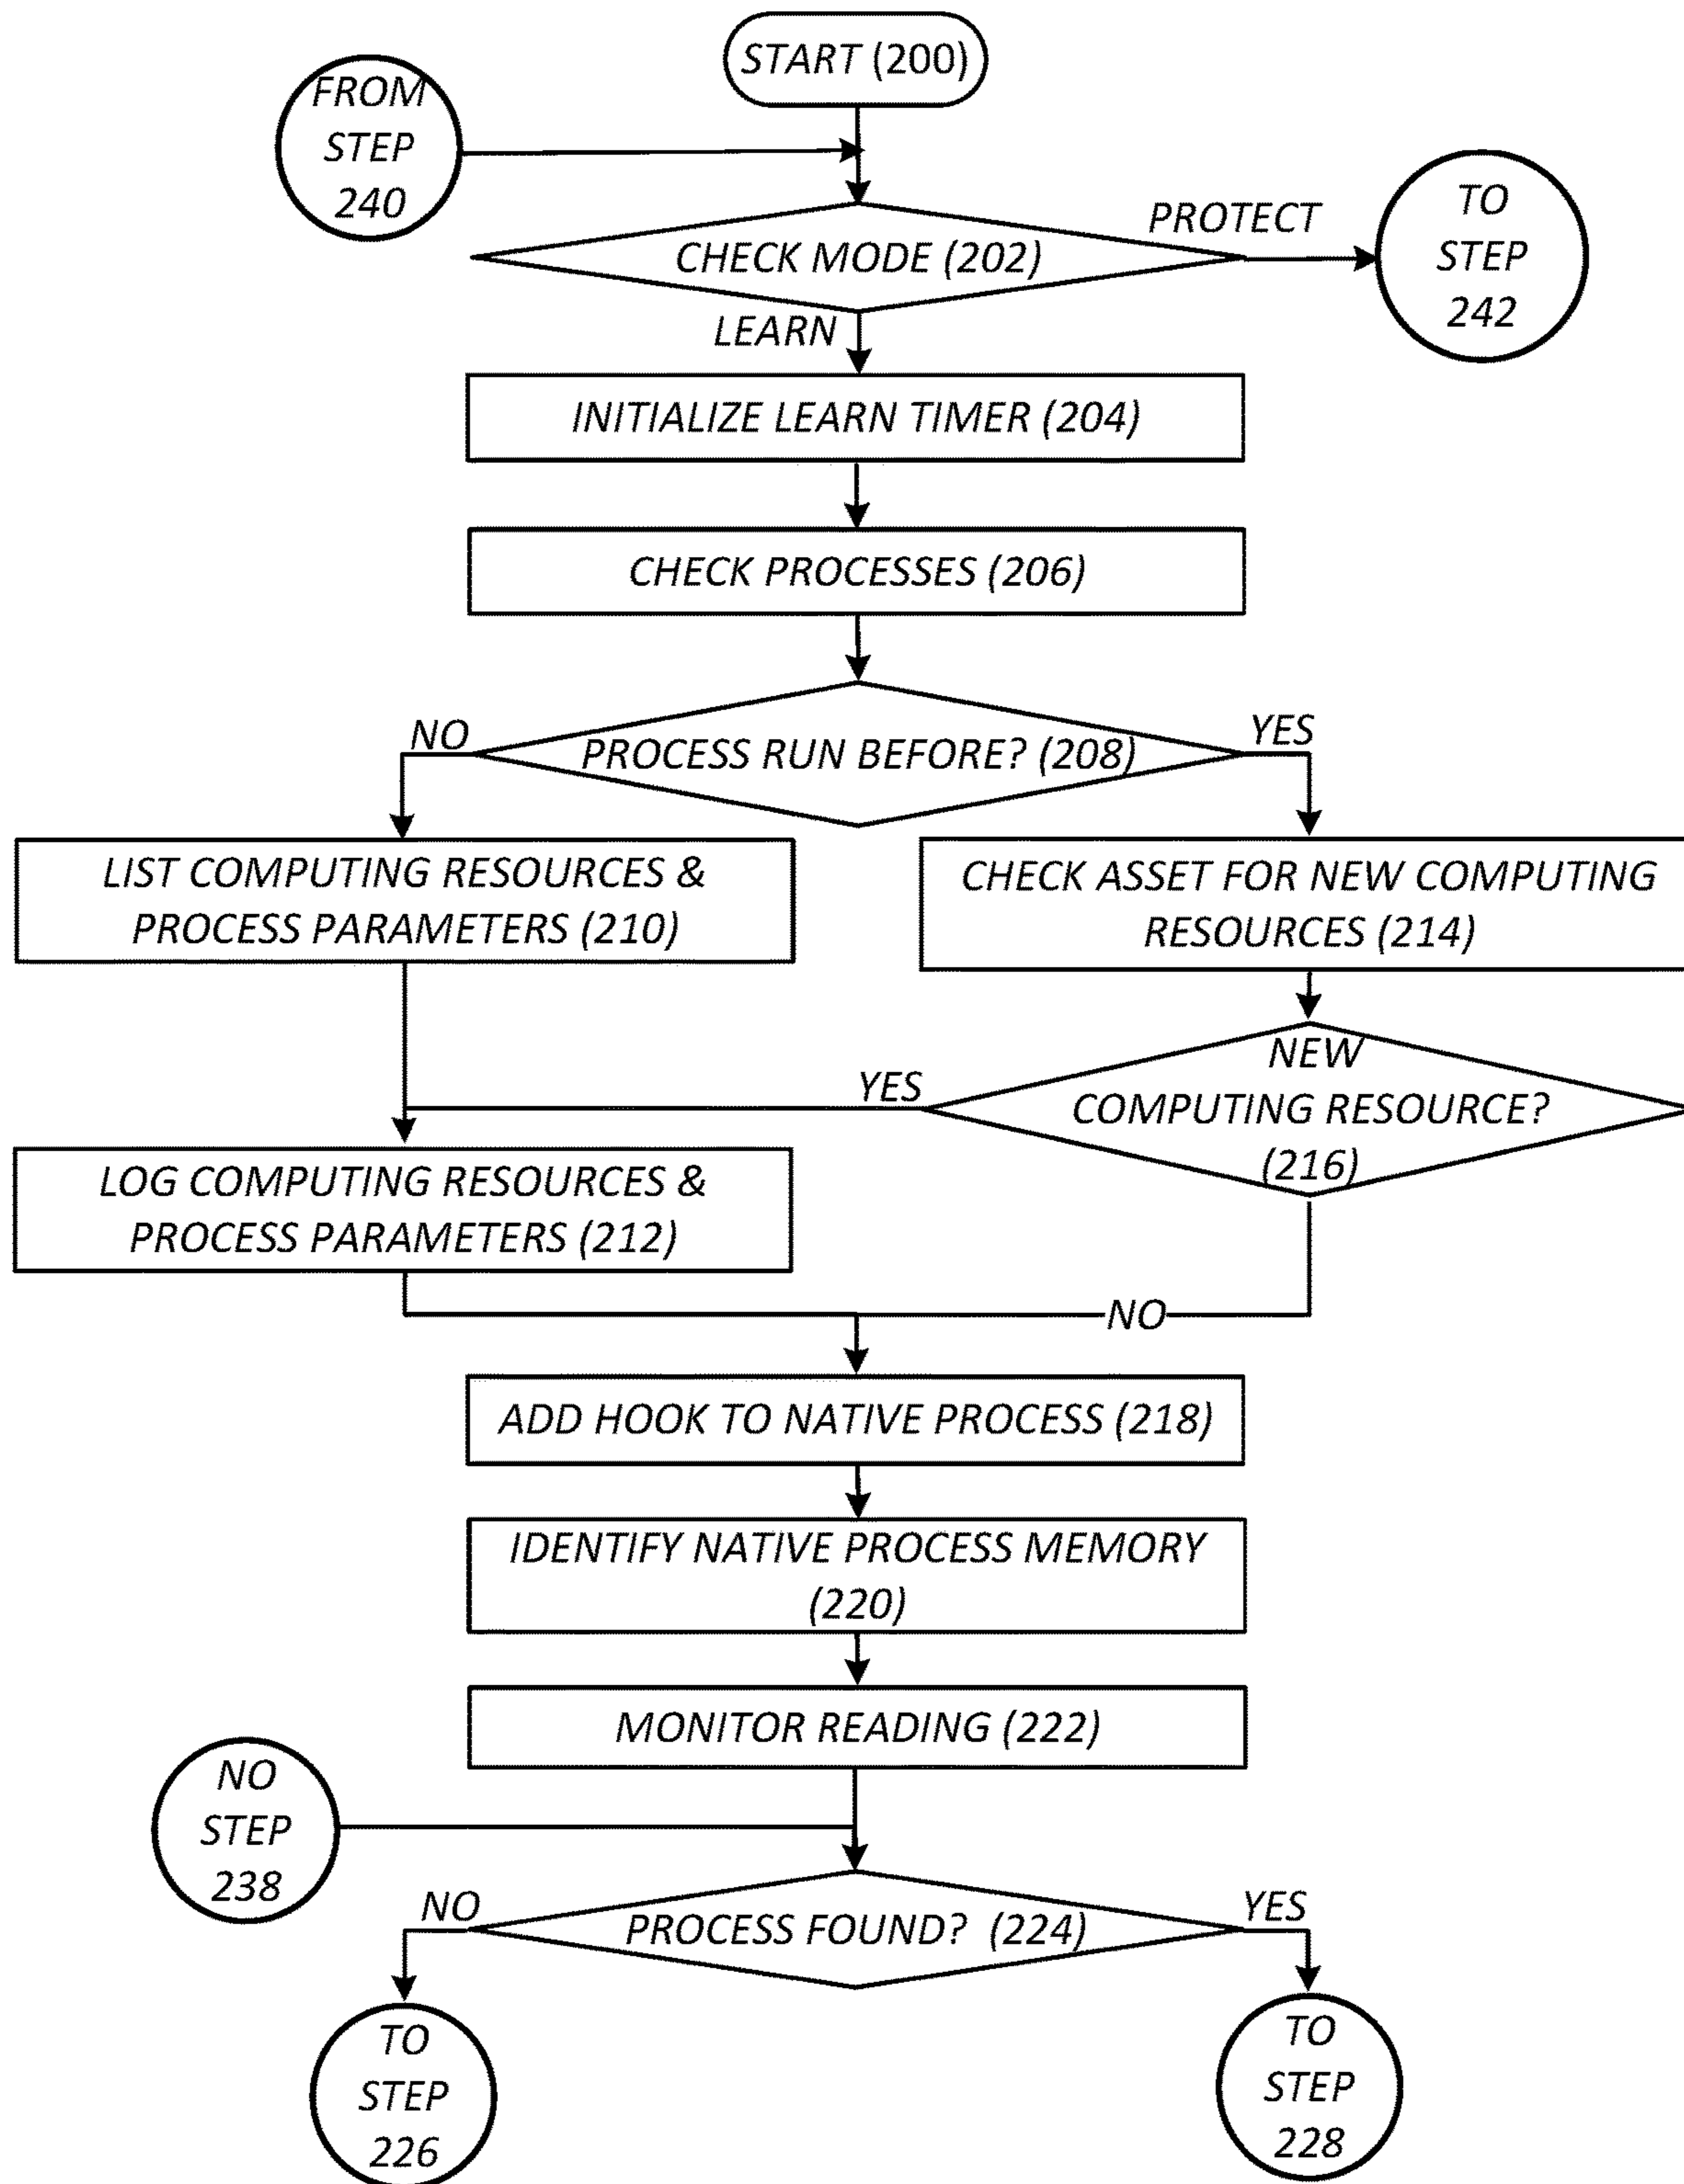 START (200)
FROM
STEP
240
TO
STEP
242
PROTECT
CHECK MODE (202)
LEARN
INITIALIZE LEARN TIMER (204)
CHECK PROCESSES (206)
NO
YES
PROCESS RUN BEFORE? (208)
LIST COMPUTING RESOURCES &
PROCESS PARAMETERS (210)
CHECK ASSET FOR NEW COMPUTING
RESOURCES (214)
NEW
COMPUTING RESOURCE?
(216)
YES
LOG COMPUTING RESOURCES &
PROCESS PARAMETERS (212)
NO
ADD HOOK TO NATIVE PROCESS (218)
IDENTIFY NATIVE PROCESS MEMORY
(220)
MONITOR READING (222)
NO
STEP
238
NO
YES
PROCESS FOUND? (224)
TO
STEP
226
TO
STEP
228